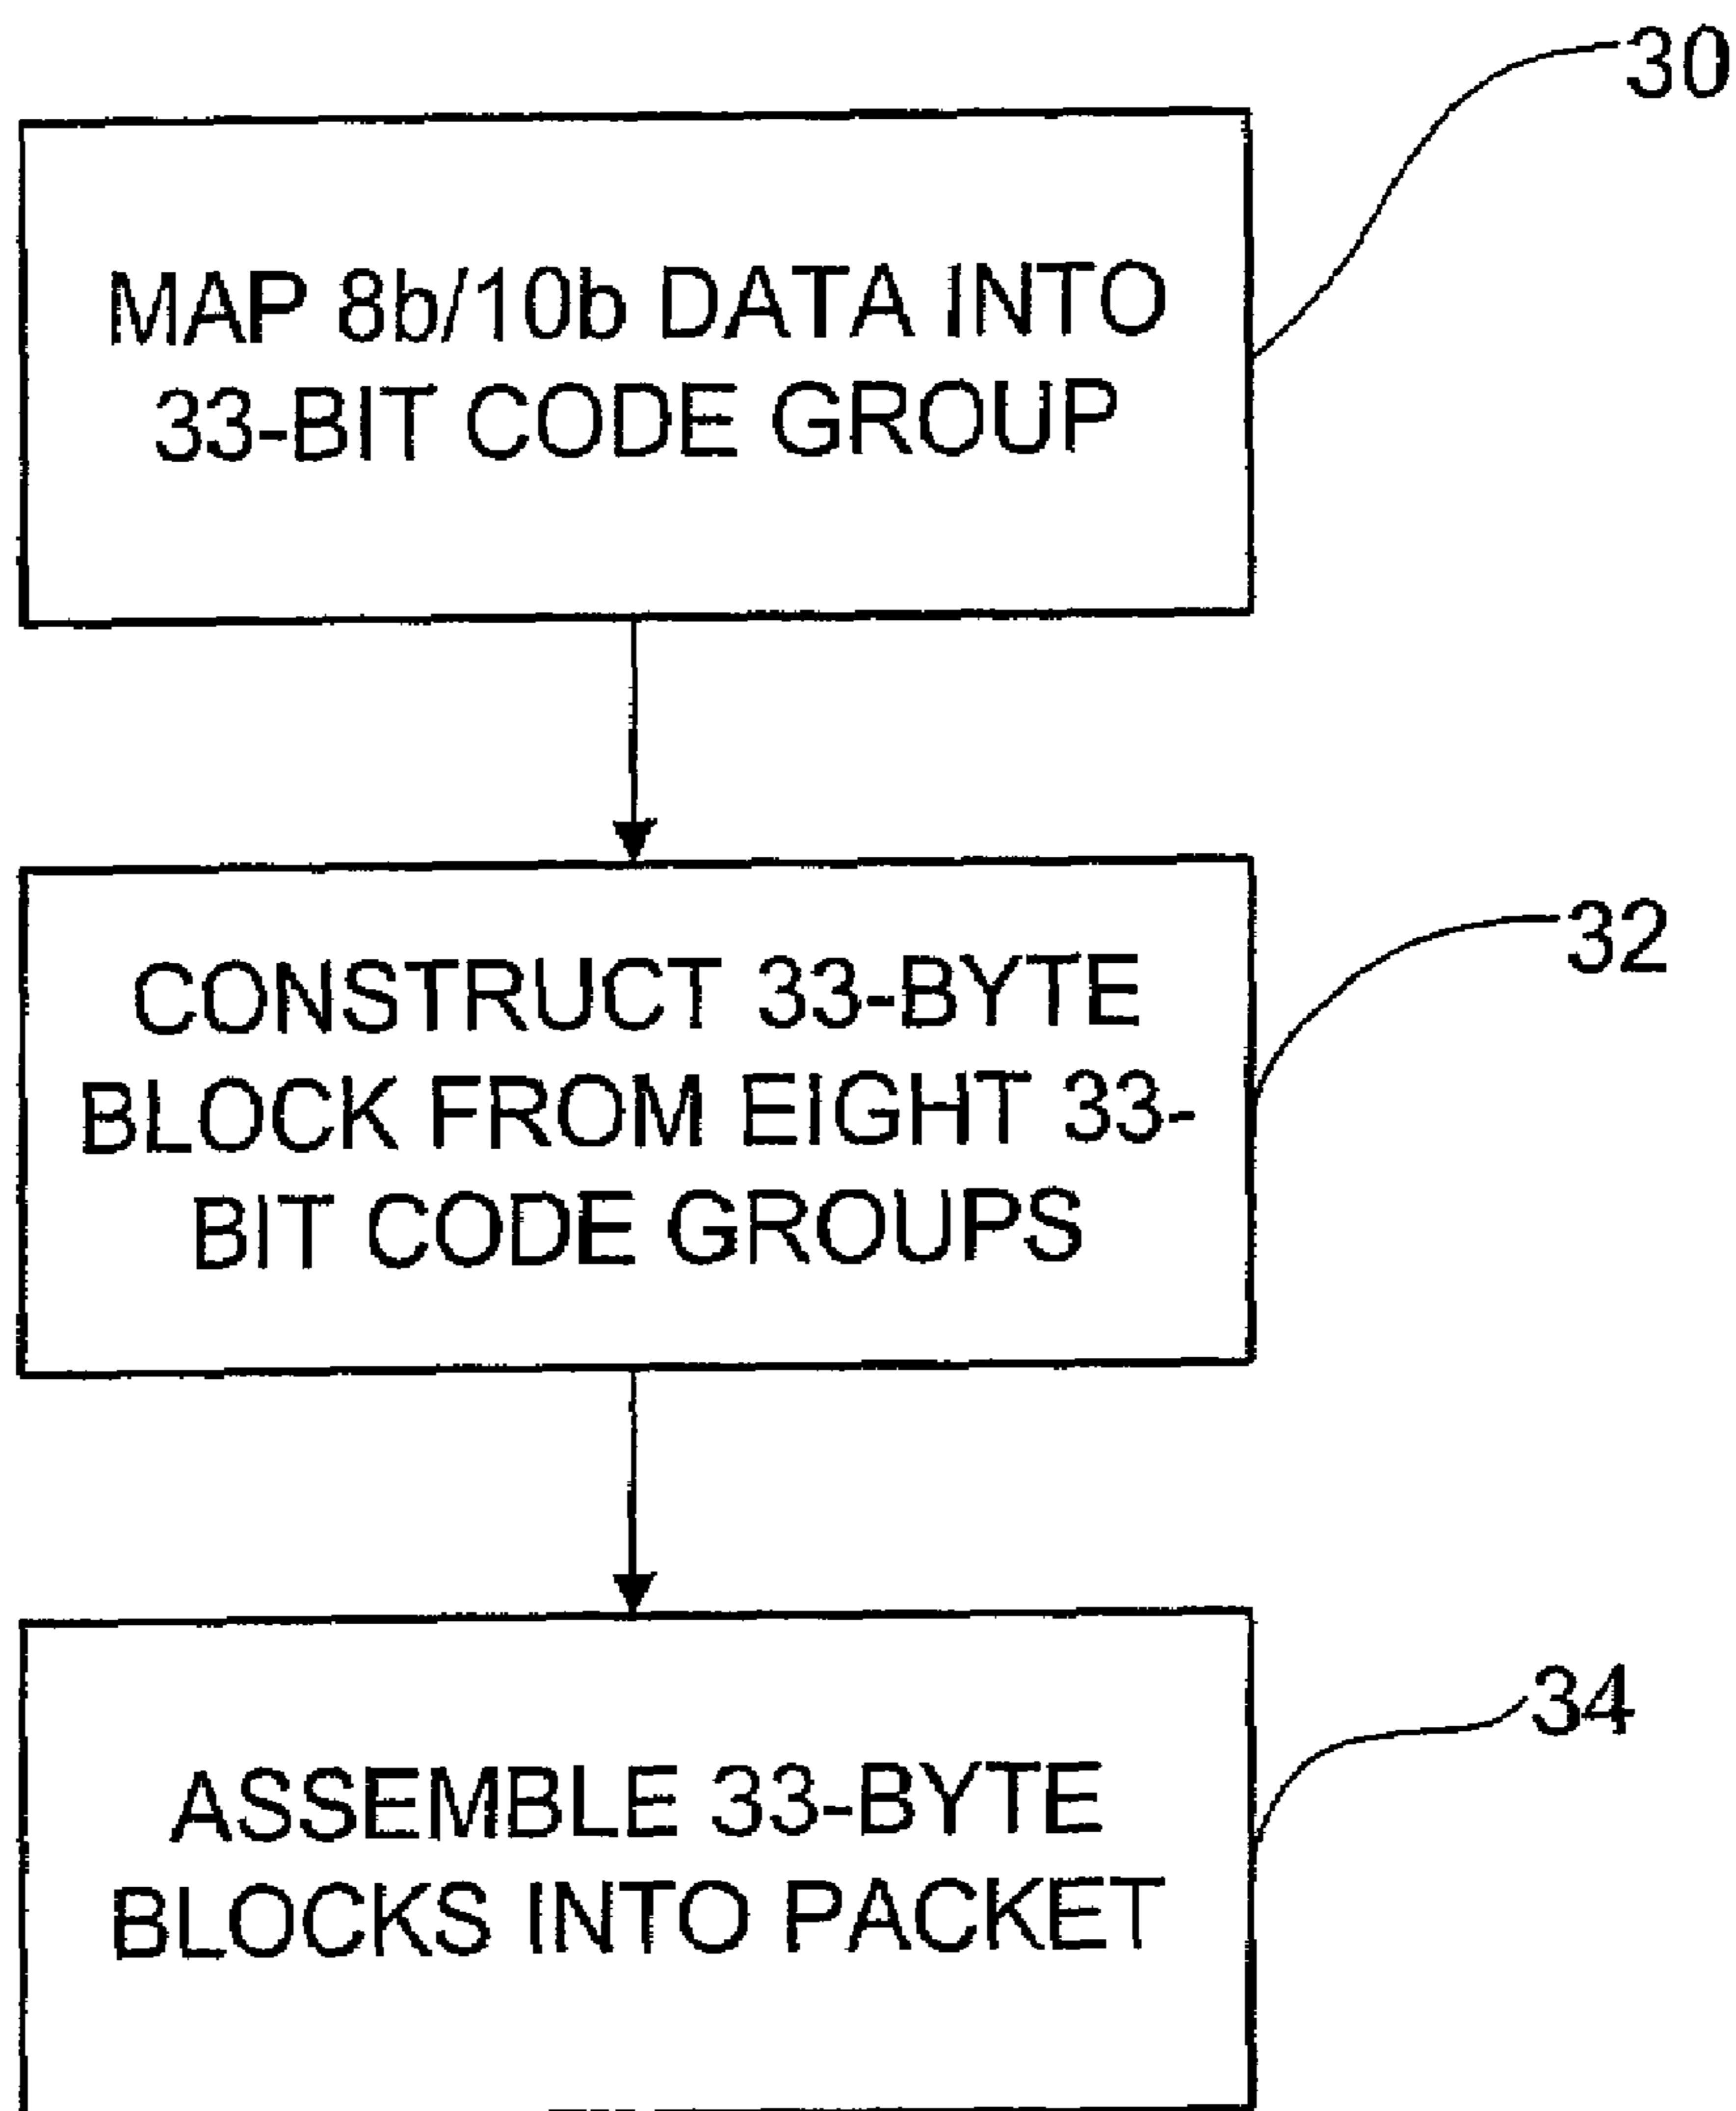 30
MAP 8b/10b DATA INTO
33-BIT CODE GROUP
32
CONSTRUCT 33-BYTE
BLOCK FROM EIGHT 33-
BIT CODE GROUPS
34
ASSEMBLE 33-BYTE
BLOCKS INTO PACKET